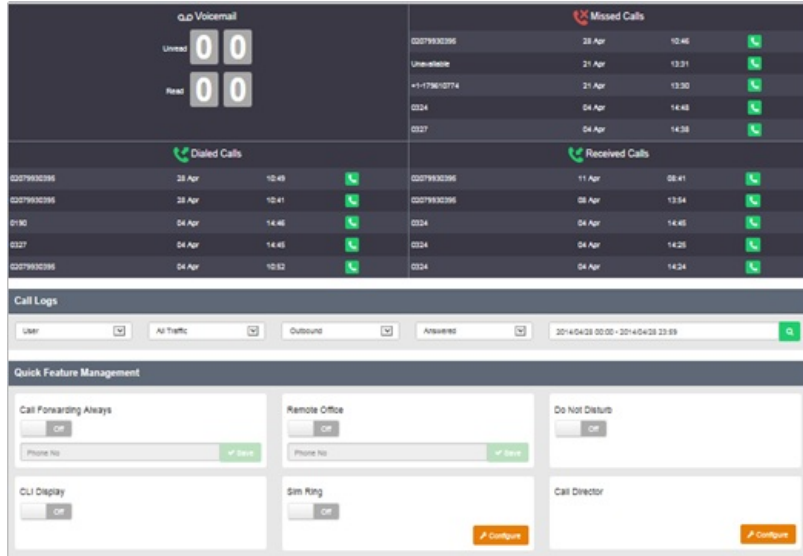 Voicemail
Unread 0 0
Read 0 0
Missed Calls
02079930395 28 Apr 10:46
Unavailable 21 Apr 13:31
+1-179610774 21 Apr 13:30
0324 04 Apr 14:48
0327 04 Apr 14:38
Dialed Calls
02079930395 28 Apr 10:49
02079930395 28 Apr 10:41
0190 04 Apr 14:46
0327 04 Apr 14:45
02079930395 04 Apr 10:52
Received Calls
02079930395 11 Apr 08:41
02079930395 08 Apr 13:54
0324 04 Apr 14:45
0324 04 Apr 14:25
0324 04 Apr 14:24
Call Logs
User All Traffic Outbound Answered 2014/04/28 00:00 - 2014/04/28 23:59
Quick Feature Management
Call Forwarding Always
Off
Phone No Save
Remote Office
Off
Phone No Save
Do Not Disturb
Off
CLI Display
Off
Sim Ring
Off
Configure
Call Director
Configure